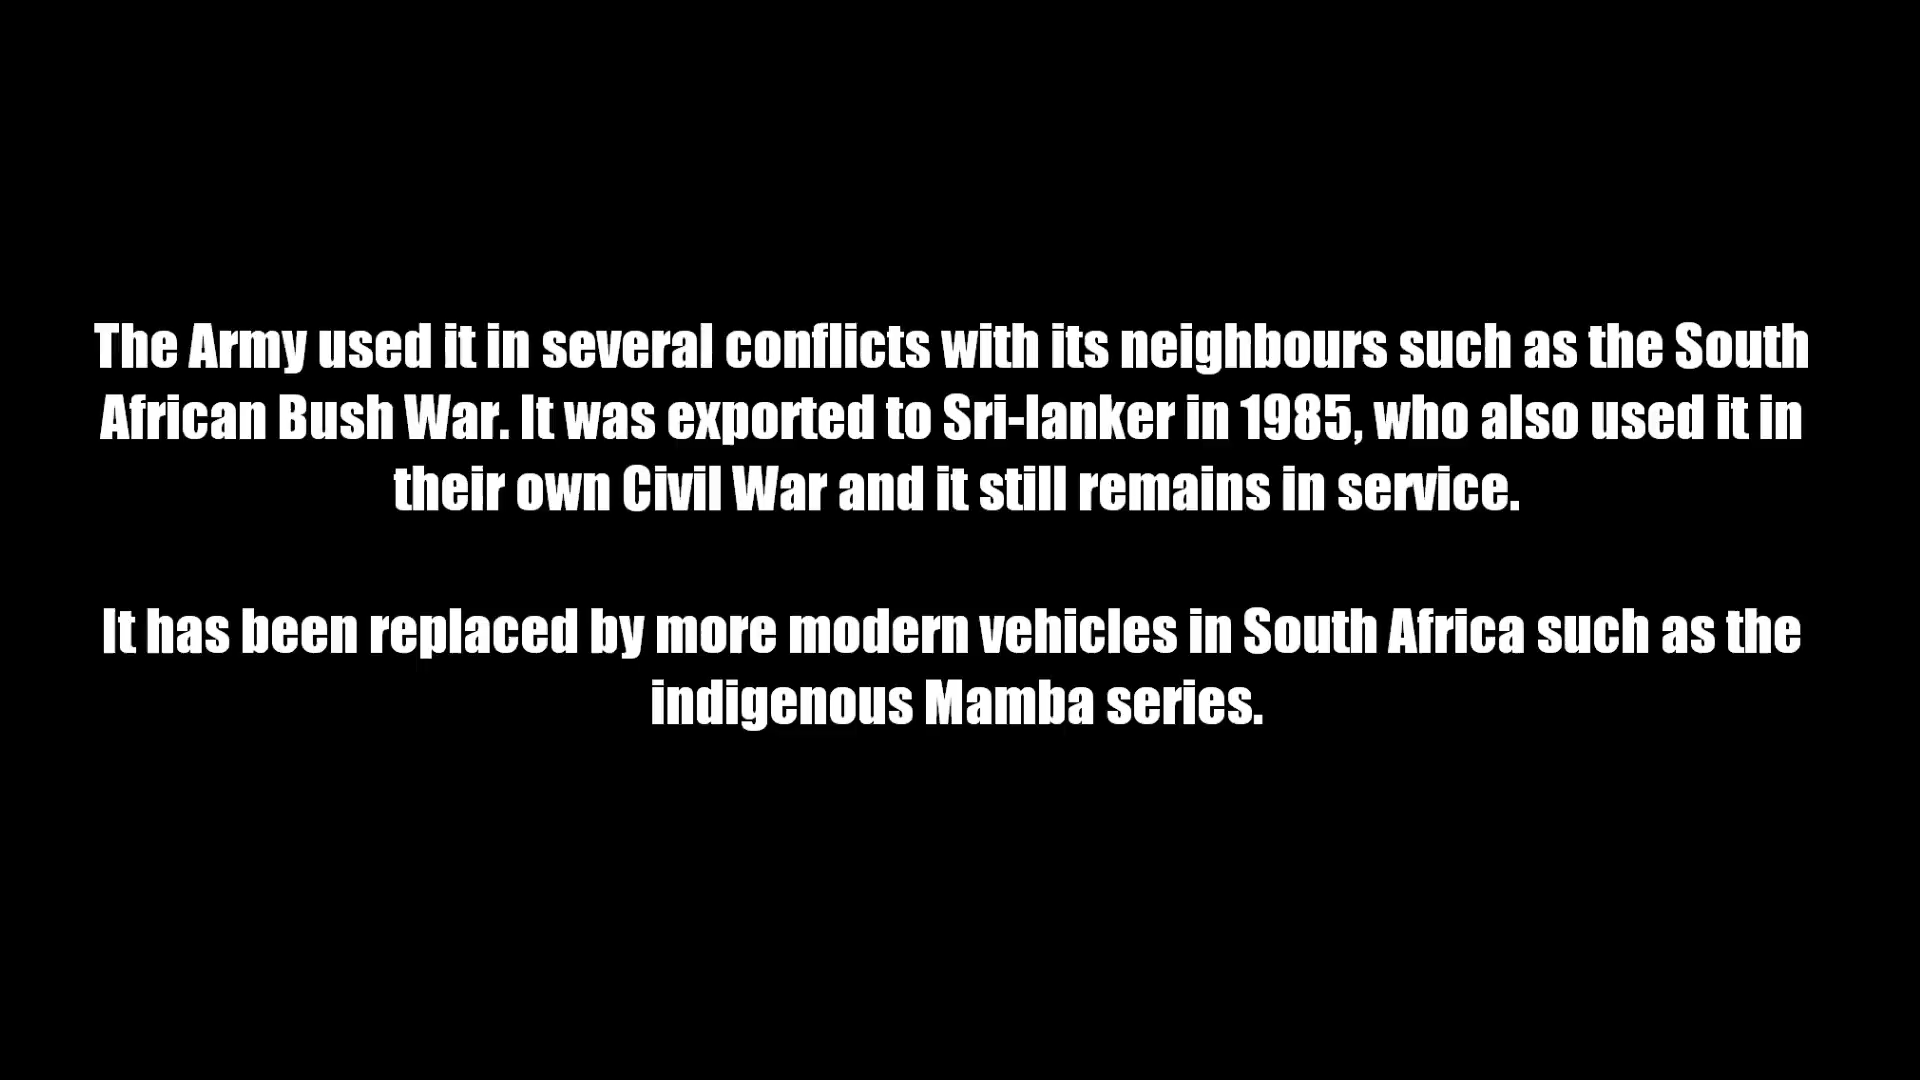 The Army used it in several conflicts with its neighbours such as the South
African Bush War. It was exported to Sri-lanker in 1985, who also used it in
their own Civil War and it still remains in service.
It has been replaced by more modern vehicles in South Africa such as the
indigenous Mamba series.